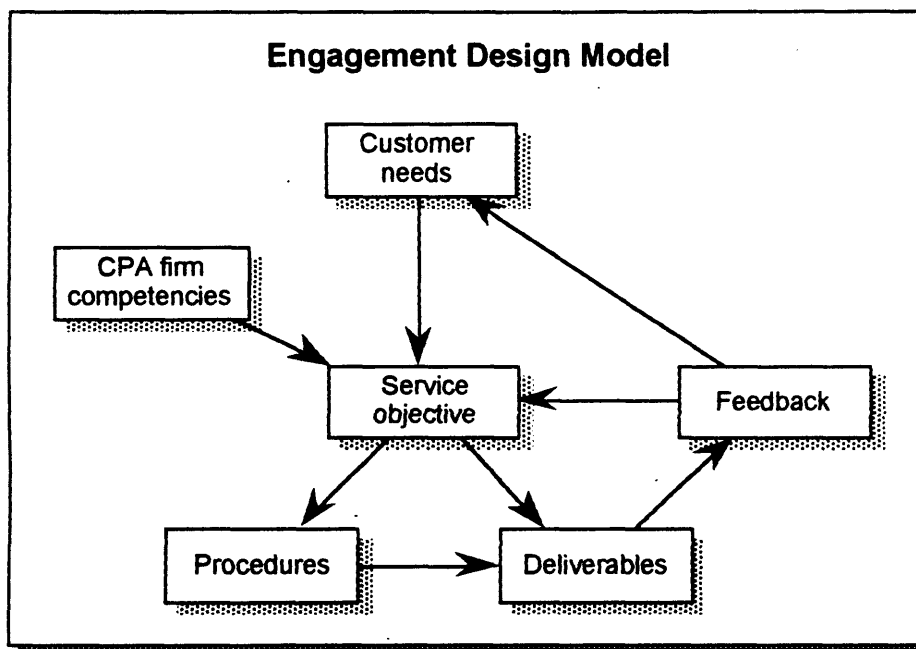 Engagement Design Model
Customer
needs
CPA firm
competencies
Service
objective
Feedback
Procedures
Deliverables